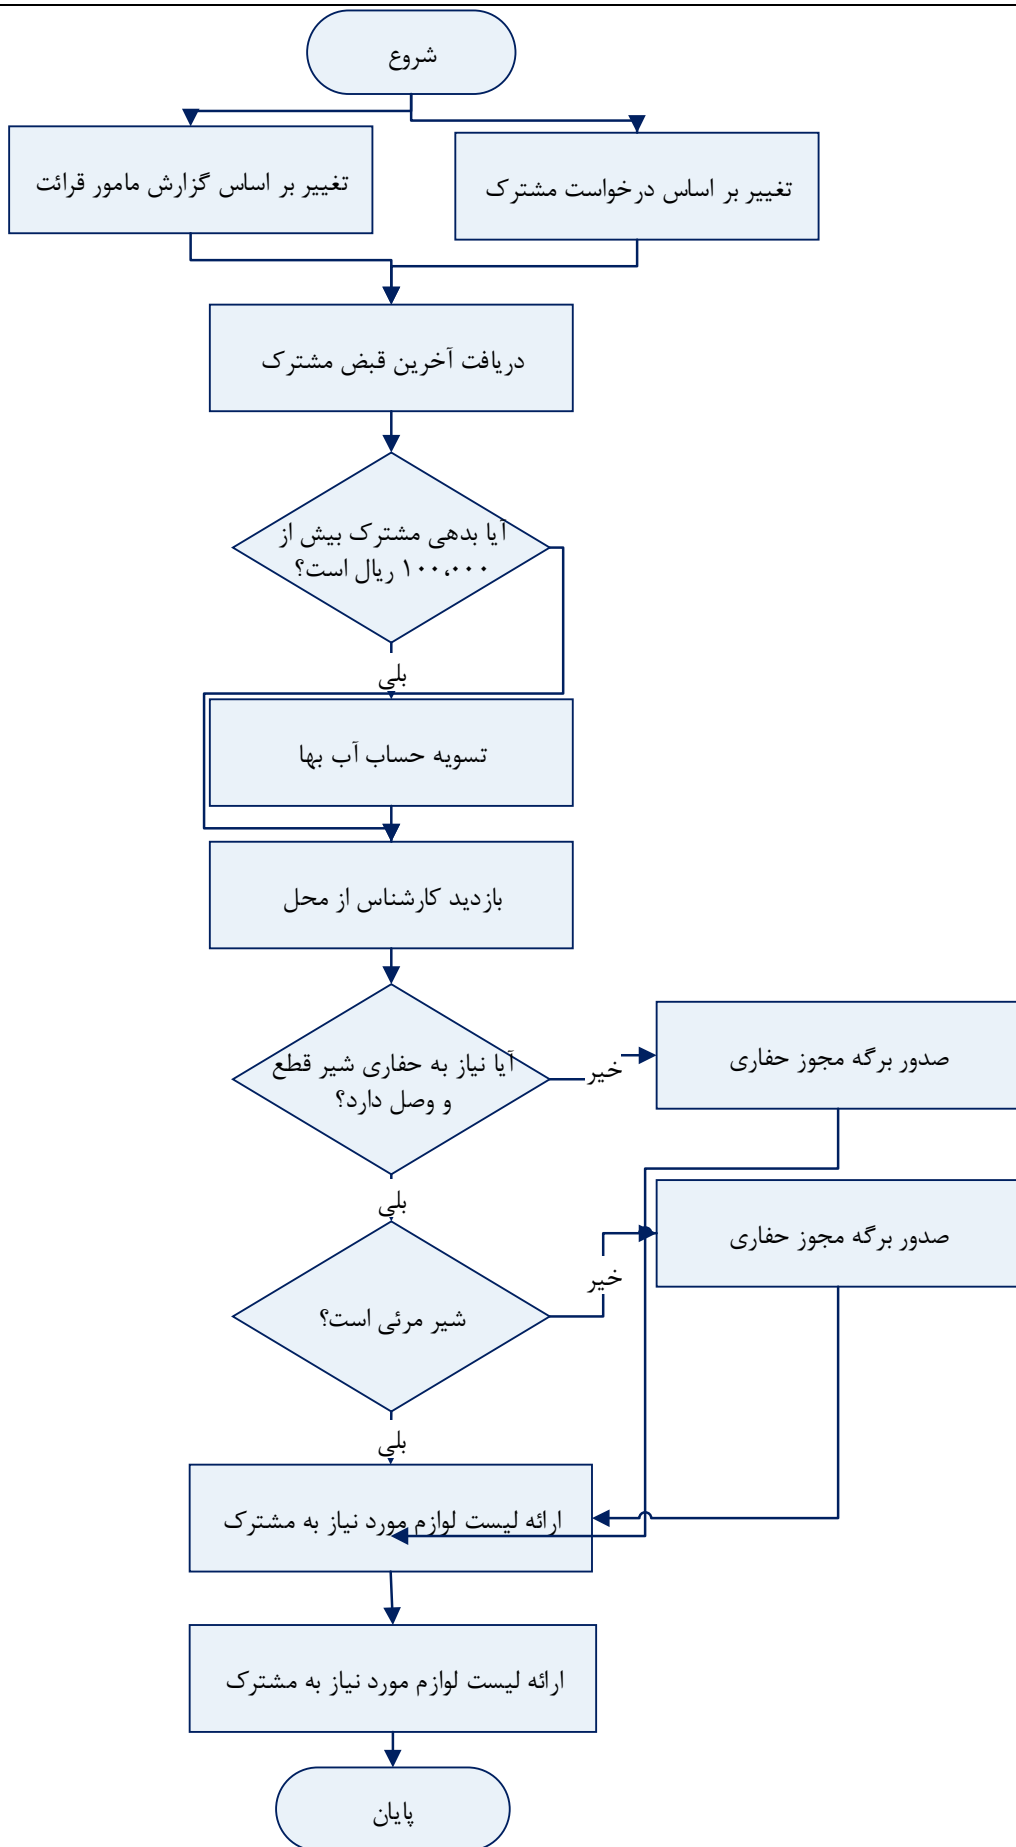 شروع
تغییر بر اساس درخواست مشترک
تغییر بر اساس گزارش مامور قرائت
دریافت آخرین قبض مشترک
آیا بدهی مشترک بیش از
۱۰۰،۰۰۰ ریال است؟
بلی
تسویه حساب آب بها
بازدید کارشناس از محل
آیا نیاز به حفاری شیر قطع
و وصل دارد؟
خیر
صدور برگه مجوز حفاری
بلی
صدور برگه مجوز حفاری
خیر
شیر مرئی است؟
بلی
ارائه لیست لوازم مورد نیاز به مشترک
ارائه لیست لوازم مورد نیاز به مشترک
پایان